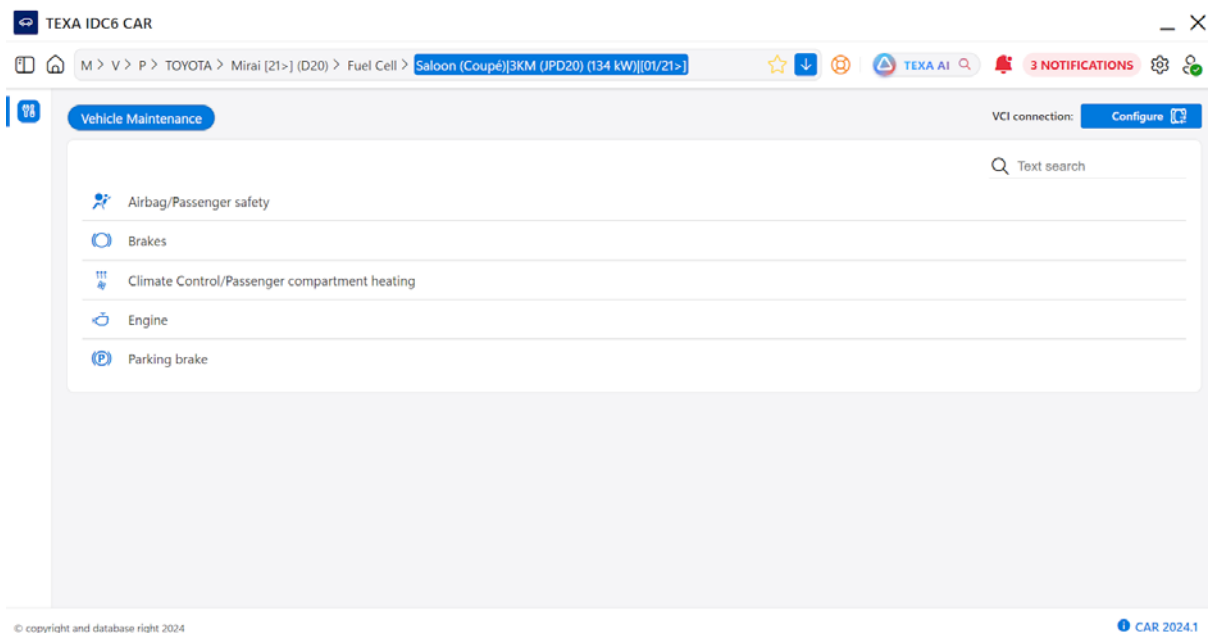 TEXA IDC6 CAR
M > V > P > TOYOTA > Mirai [21>] (D20) > Fuel Cell > Saloon (Coupé)|3KM (JPD20) (134 kW)|[01/21>]
TEXA AI
3 NOTIFICATIONS
Vehicle Maintenance
VCI connection:
Configure
Text search
Airbag/Passenger safety
Brakes
Climate Control/Passenger compartment heating
Engine
Parking brake
© copyright and database right 2024
CAR 2024.1